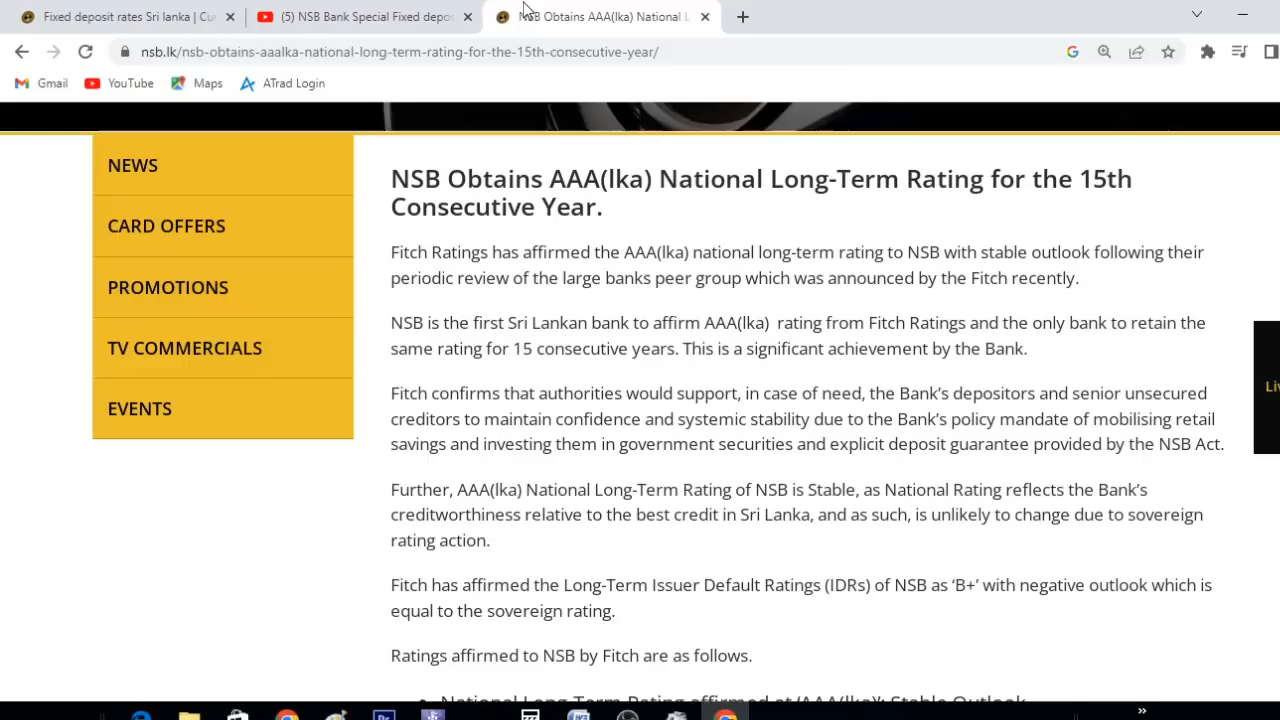 Fixed deposit rates Sri lanka | Cu
(5) NSB Bank Special Fixed depos
NSB Obtains AAA(lka) National L
nsb.lk/nsb-obtains-aaalka-national-long-term-rating-for-the-15th-consecutive-year/
Gmail YouTube Maps ATrad Login
NEWS
CARD OFFERS
PROMOTIONS
TV COMMERCIALS
EVENTS
NSB Obtains AAA(lka) National Long-Term Rating for the 15th
Consecutive Year.
Fitch Ratings has affirmed the AAA(lka) national long-term rating to NSB with stable outlook following their
periodic review of the large banks peer group which was announced by the Fitch recently.
NSB is the first Sri Lankan bank to affirm AAA(lka) rating from Fitch Ratings and the only bank to retain the
same rating for 15 consecutive years. This is a significant achievement by the Bank.
Fitch confirms that authorities would support, in case of need, the Bank’s depositors and senior unsecured
creditors to maintain confidence and systemic stability due to the Bank’s policy mandate of mobilising retail
savings and investing them in government securities and explicit deposit guarantee provided by the NSB Act.
Further, AAA(lka) National Long-Term Rating of NSB is Stable, as National Rating reflects the Bank’s
creditworthiness relative to the best credit in Sri Lanka, and as such, is unlikely to change due to sovereign
rating action.
Fitch has affirmed the Long-Term Issuer Default Ratings (IDRs) of NSB as ‘B+’ with negative outlook which is
equal to the sovereign rating.
Ratings affirmed to NSB by Fitch are as follows.
National Long-Term Rating affirmed at ‘AAA(lka)’; Stable Outlook
Liv